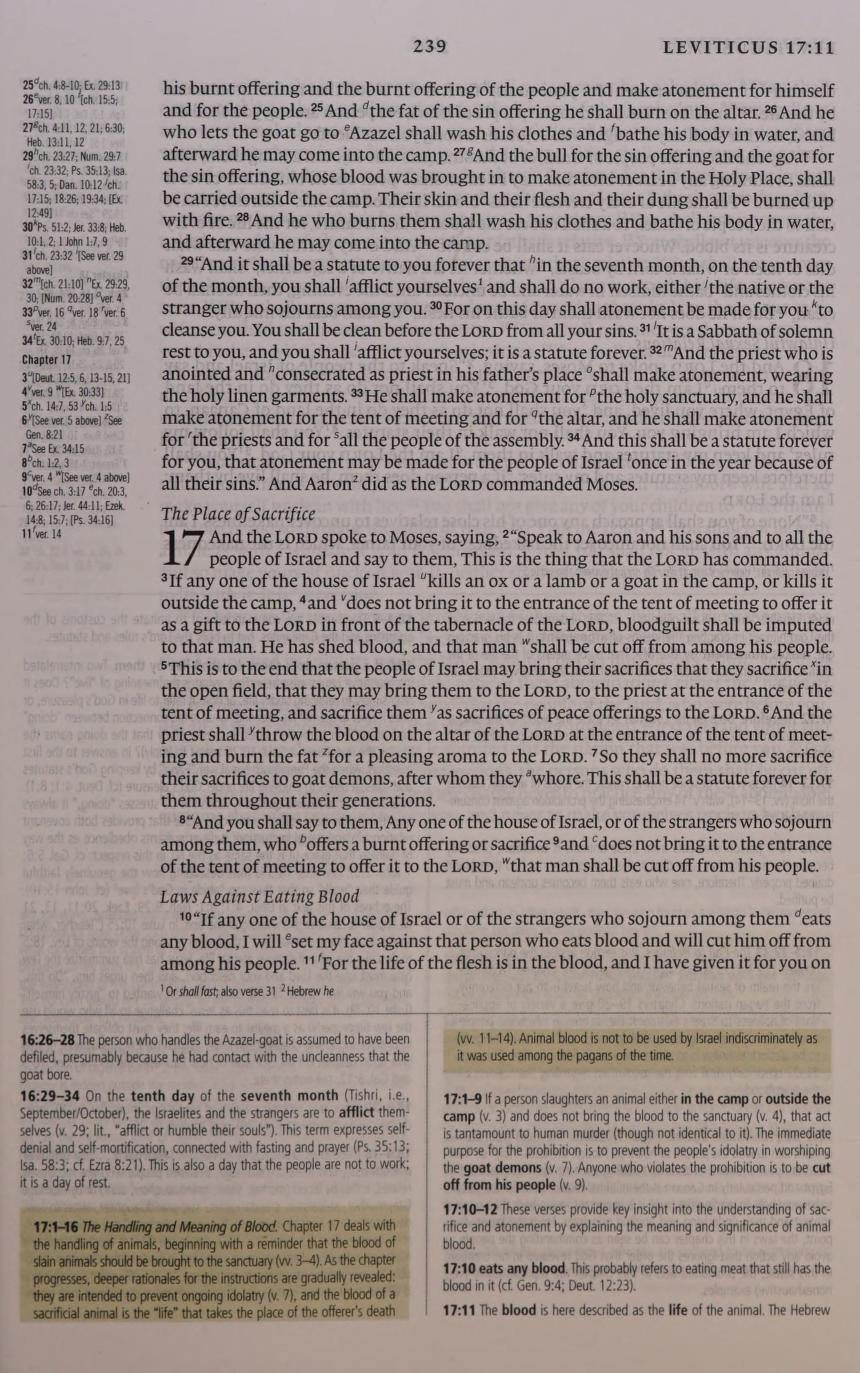 239
LEVITICUS 17:11
25 d ch. 4:8-10; Ex. 29:13
26 e ver. 8, 10 f [ch. 15:5;
17:15]
27 g ch. 4:11, 12, 21; 6:30;
Heb. 13:11, 12
29 h ch. 23:27; Num. 29:7
i ch. 23:32; Ps. 35:13; Isa.
58:3, 5; Dan. 10:12 j ch.
17:15; 18:26; 19:34; [Ex.
12:49]
30 k Ps. 51:2; Jer. 33:8; Heb.
10:1, 2; 1 John 1:7, 9
31 l ch. 23:32 i [See ver. 29
above]
32 m [ch. 21:10] n Ex. 29:29,
30; [Num. 20:28] o ver. 4
33 p ver. 16 q ver. 18 r ver. 6
s ver. 24
34 t Ex. 30:10; Heb. 9:7, 25
Chapter 17
3 u [Deut. 12:5, 6, 13-15, 21]
4 v ver. 9 w [Ex. 30:33]
5 x ch. 14:7, 53 y ch. 1:5
6 y [See ver. 5 above] z See
Gen. 8:21
7 a See Ex. 34:15
8 b ch. 1:2, 3
9 c ver. 4 w [See ver. 4 above]
10 d See ch. 3:17 e ch. 20:3,
6; 26:17; Jer. 44:11; Ezek.
14:8; 15:7; [Ps. 34:16]
11 f ver. 14
his burnt offering and the burnt offering of the people and make atonement for himself
and for the people. 25 And d the fat of the sin offering he shall burn on the altar. 26 And he
who lets the goat go to e Azazel shall wash his clothes and f bathe his body in water, and
afterward he may come into the camp. 27 g And the bull for the sin offering and the goat for
the sin offering, whose blood was brought in to make atonement in the Holy Place, shall
be carried outside the camp. Their skin and their flesh and their dung shall be burned up
with fire. 28 And he who burns them shall wash his clothes and bathe his body in water,
and afterward he may come into the camp.
29 “And it shall be a statute to you forever that h in the seventh month, on the tenth day
of the month, you shall i afflict yourselves 1 and shall do no work, either j the native or the
stranger who sojourns among you. 30 For on this day shall atonement be made for you k to
cleanse you. You shall be clean before the LORD from all your sins. 31 l It is a Sabbath of solemn
rest to you, and you shall i afflict yourselves; it is a statute forever. 32 m And the priest who is
anointed and n consecrated as priest in his father’s place o shall make atonement, wearing
the holy linen garments. 33 He shall make atonement for p the holy sanctuary, and he shall
make atonement for the tent of meeting and for q the altar, and he shall make atonement
for r the priests and for s all the people of the assembly. 34 And this shall be a statute forever
for you, that atonement may be made for the people of Israel t once in the year because of
all their sins.” And Aaron 2 did as the LORD commanded Moses.
The Place of Sacrifice
17 And the LORD spoke to Moses, saying, 2 “Speak to Aaron and his sons and to all the
people of Israel and say to them, This is the thing that the LORD has commanded.
3 If any one of the house of Israel u kills an ox or a lamb or a goat in the camp, or kills it
outside the camp, 4 and v does not bring it to the entrance of the tent of meeting to offer it
as a gift to the LORD in front of the tabernacle of the LORD, bloodguilt shall be imputed
to that man. He has shed blood, and that man w shall be cut off from among his people.
5 This is to the end that the people of Israel may bring their sacrifices that they sacrifice x in
the open field, that they may bring them to the LORD, to the priest at the entrance of the
tent of meeting, and sacrifice them y as sacrifices of peace offerings to the LORD. 6 And the
priest shall y throw the blood on the altar of the LORD at the entrance of the tent of meet-
ing and burn the fat z for a pleasing aroma to the LORD. 7 So they shall no more sacrifice
their sacrifices to goat demons, after whom they a whore. This shall be a statute forever for
them throughout their generations.
8 “And you shall say to them, Any one of the house of Israel, or of the strangers who sojourn
among them, who b offers a burnt offering or sacrifice 9 and c does not bring it to the entrance
of the tent of meeting to offer it to the LORD, w that man shall be cut off from his people.
Laws Against Eating Blood
10 “If any one of the house of Israel or of the strangers who sojourn among them d eats
any blood, I will e set my face against that person who eats blood and will cut him off from
among his people. 11 f For the life of the flesh is in the blood, and I have given it for you on
1 Or shall fast; also verse 31 2 Hebrew he
16:26–28 The person who handles the Azazel-goat is assumed to have been
defiled, presumably because he had contact with the uncleanness that the
goat bore.
16:29–34 On the tenth day of the seventh month (Tishri, i.e.,
September/October), the Israelites and the strangers are to afflict them-
selves (v. 29; lit., “afflict or humble their souls”). This term expresses self-
denial and self-mortification, connected with fasting and prayer (Ps. 35:13;
Isa. 58:3; cf. Ezra 8:21). This is also a day that the people are not to work;
it is a day of rest.
17:1–16 The Handling and Meaning of Blood. Chapter 17 deals with
the handling of animals, beginning with a reminder that the blood of
slain animals should be brought to the sanctuary (vv. 3–4). As the chapter
progresses, deeper rationales for the instructions are gradually revealed:
they are intended to prevent ongoing idolatry (v. 7), and the blood of a
sacrificial animal is the “life” that takes the place of the offerer’s death
(vv. 11–14). Animal blood is not to be used by Israel indiscriminately as
it was used among the pagans of the time.
17:1–9 If a person slaughters an animal either in the camp or outside the
camp (v. 3) and does not bring the blood to the sanctuary (v. 4), that act
is tantamount to human murder (though not identical to it). The immediate
purpose for the prohibition is to prevent the people’s idolatry in worshiping
the goat demons (v. 7). Anyone who violates the prohibition is to be cut
off from his people (v. 9).
17:10–12 These verses provide key insight into the understanding of sac-
rifice and atonement by explaining the meaning and significance of animal
blood.
17:10 eats any blood. This probably refers to eating meat that still has the
blood in it (cf. Gen. 9:4; Deut. 12:23).
17:11 The blood is here described as the life of the animal. The Hebrew